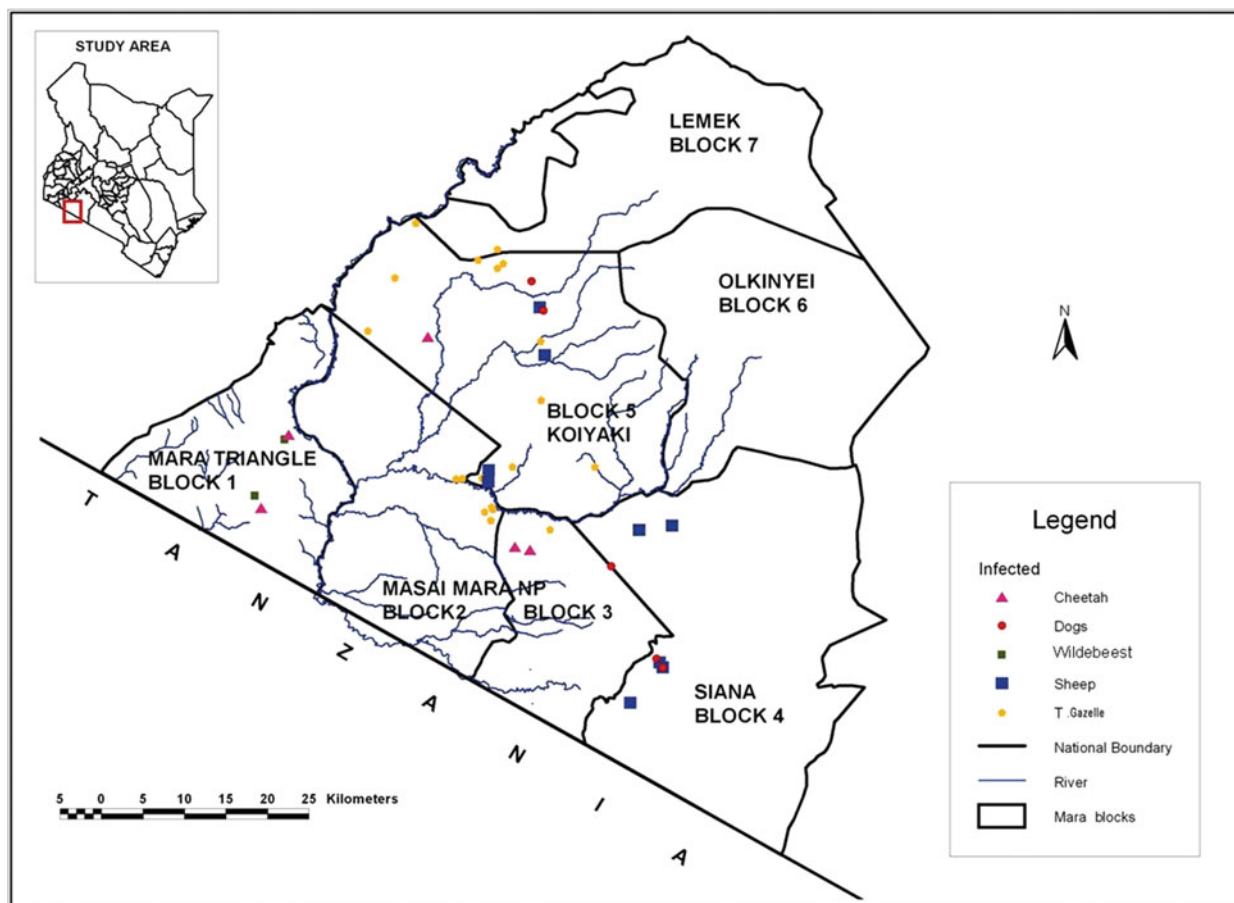 STUDY AREA
LEMEK
BLOCK 7
OLKINYEI
BLOCK 6
N
BLOCK 5
KOIYAKI
MARA TRIANGLE
BLOCK 1
MASAI MARA NP
BLOCK2
BLOCK 3
SIANA
BLOCK 4
T A N Z A N I A
5 0 5 10 15 20 25 Kilometers
Legend
Infected
Cheetah
Dogs
Wildebeest
Sheep
T .Gazelle
National Boundary
River
Mara blocks